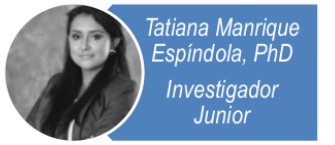 Tatiana Manrique
Espíndola, PhD
Investigador
Junior